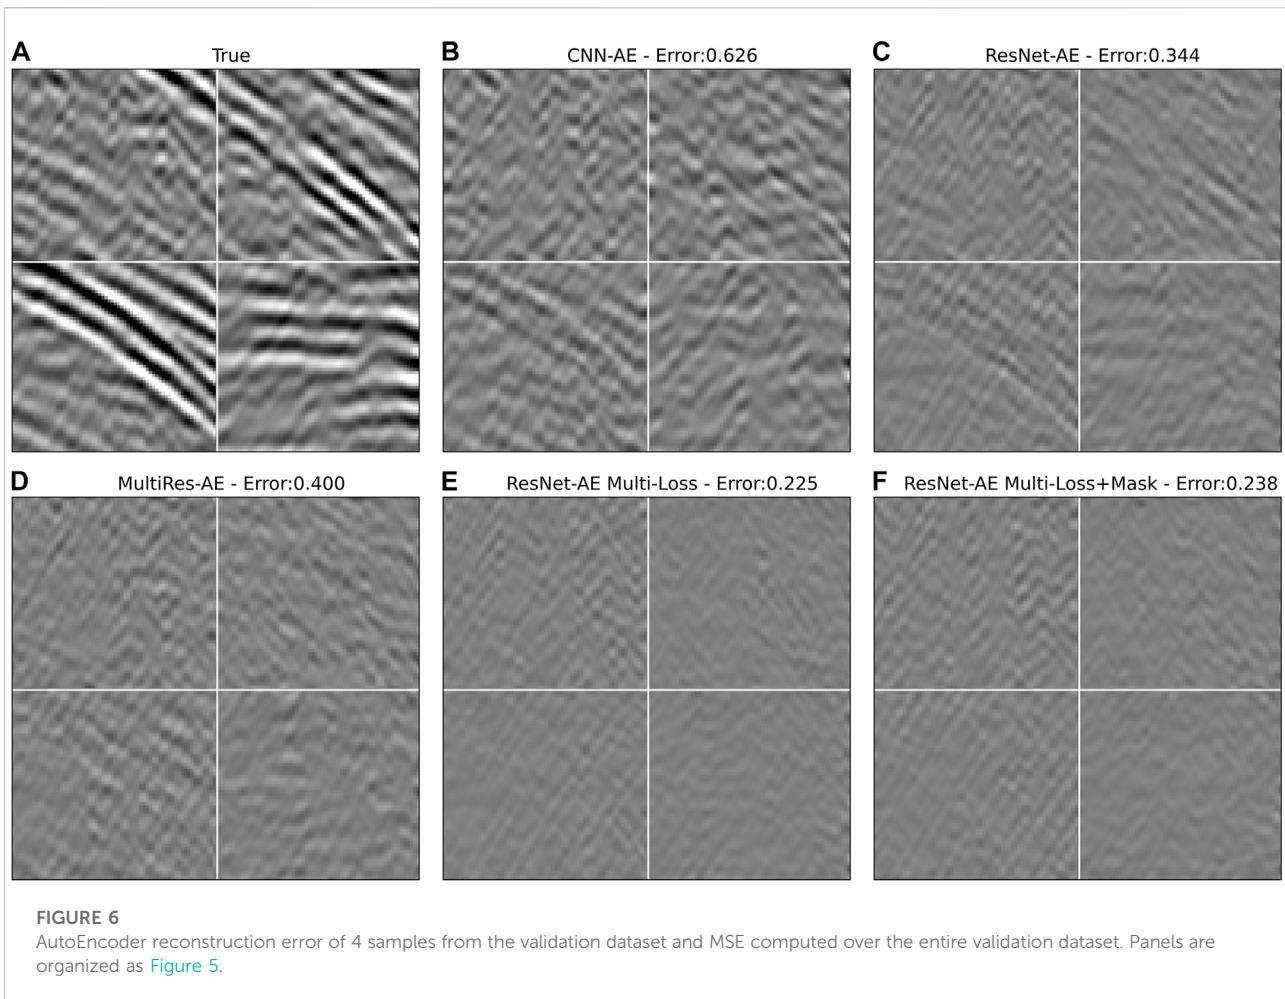 A
True
B
CNN-AE - Error:0.626
C
ResNet-AE - Error:0.344
D
MultiRes-AE - Error:0.400
E
ResNet-AE Multi-Loss - Error:0.225
F
ResNet-AE Multi-Loss+Mask - Error:0.238
FIGURE 6
AutoEncoder reconstruction error of 4 samples from the validation dataset and MSE computed over the entire validation dataset. Panels are
organized as Figure 5.